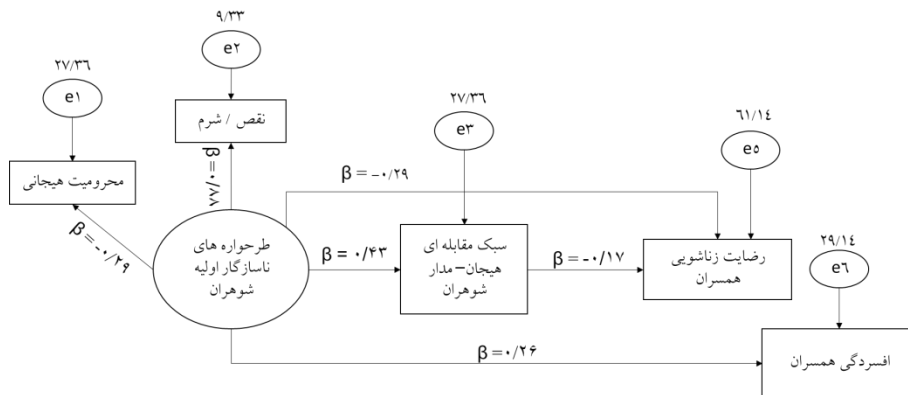 ۹/۳۳
e۲
۲۷/۳۶
e۱
نقص / شرم
۲۷/۳۶
e۳
۶۱/۱۴
e۵
β=۰/۸۸
β = -۰/۲۹
محرومیت هیجانی
β = -۰/۲۹
طرحواره های
ناسازگار اولیه
شوهران
β = ۰/۴۳
سبک مقابله ای
هیجان-مدار
شوهران
β = -۰/۱۷
رضایت زناشویی
همسران
۲۹/۱۴
e۶
β =۰/۲۶
افسردگی همسران